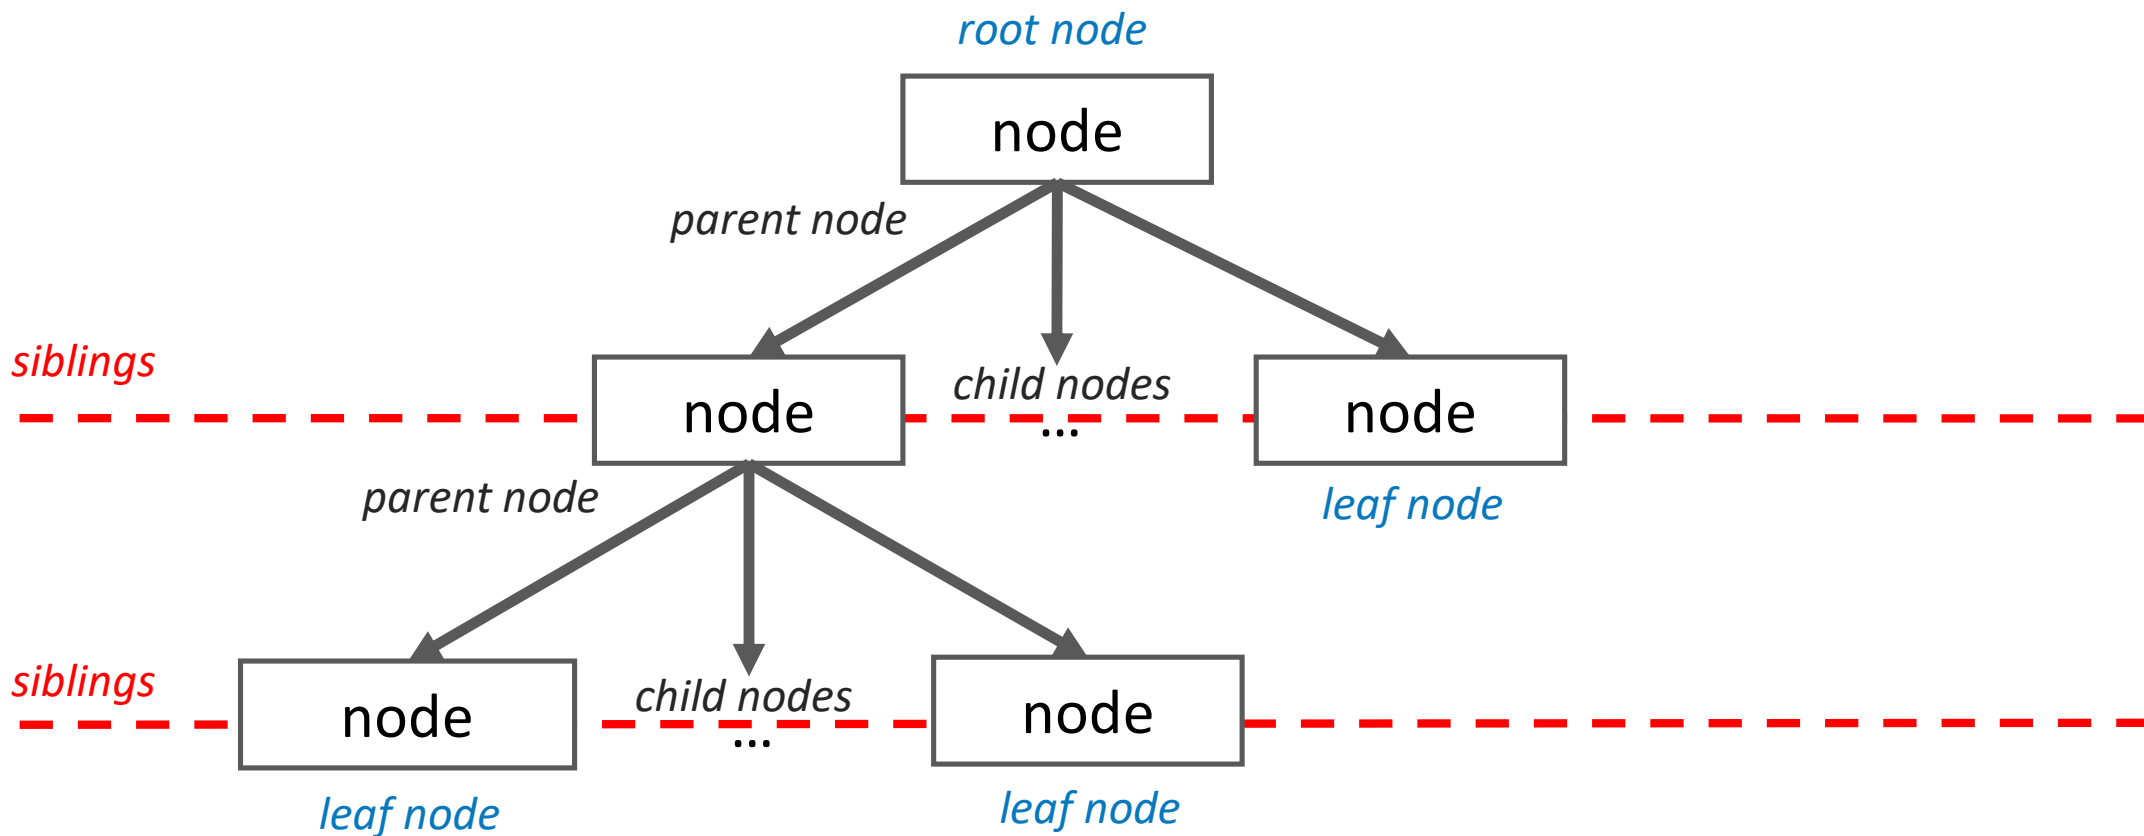 root node
node
parent node
siblings
child nodes
node
...
node
parent node
leaf node
siblings
child nodes
node
...
node
leaf node
leaf node